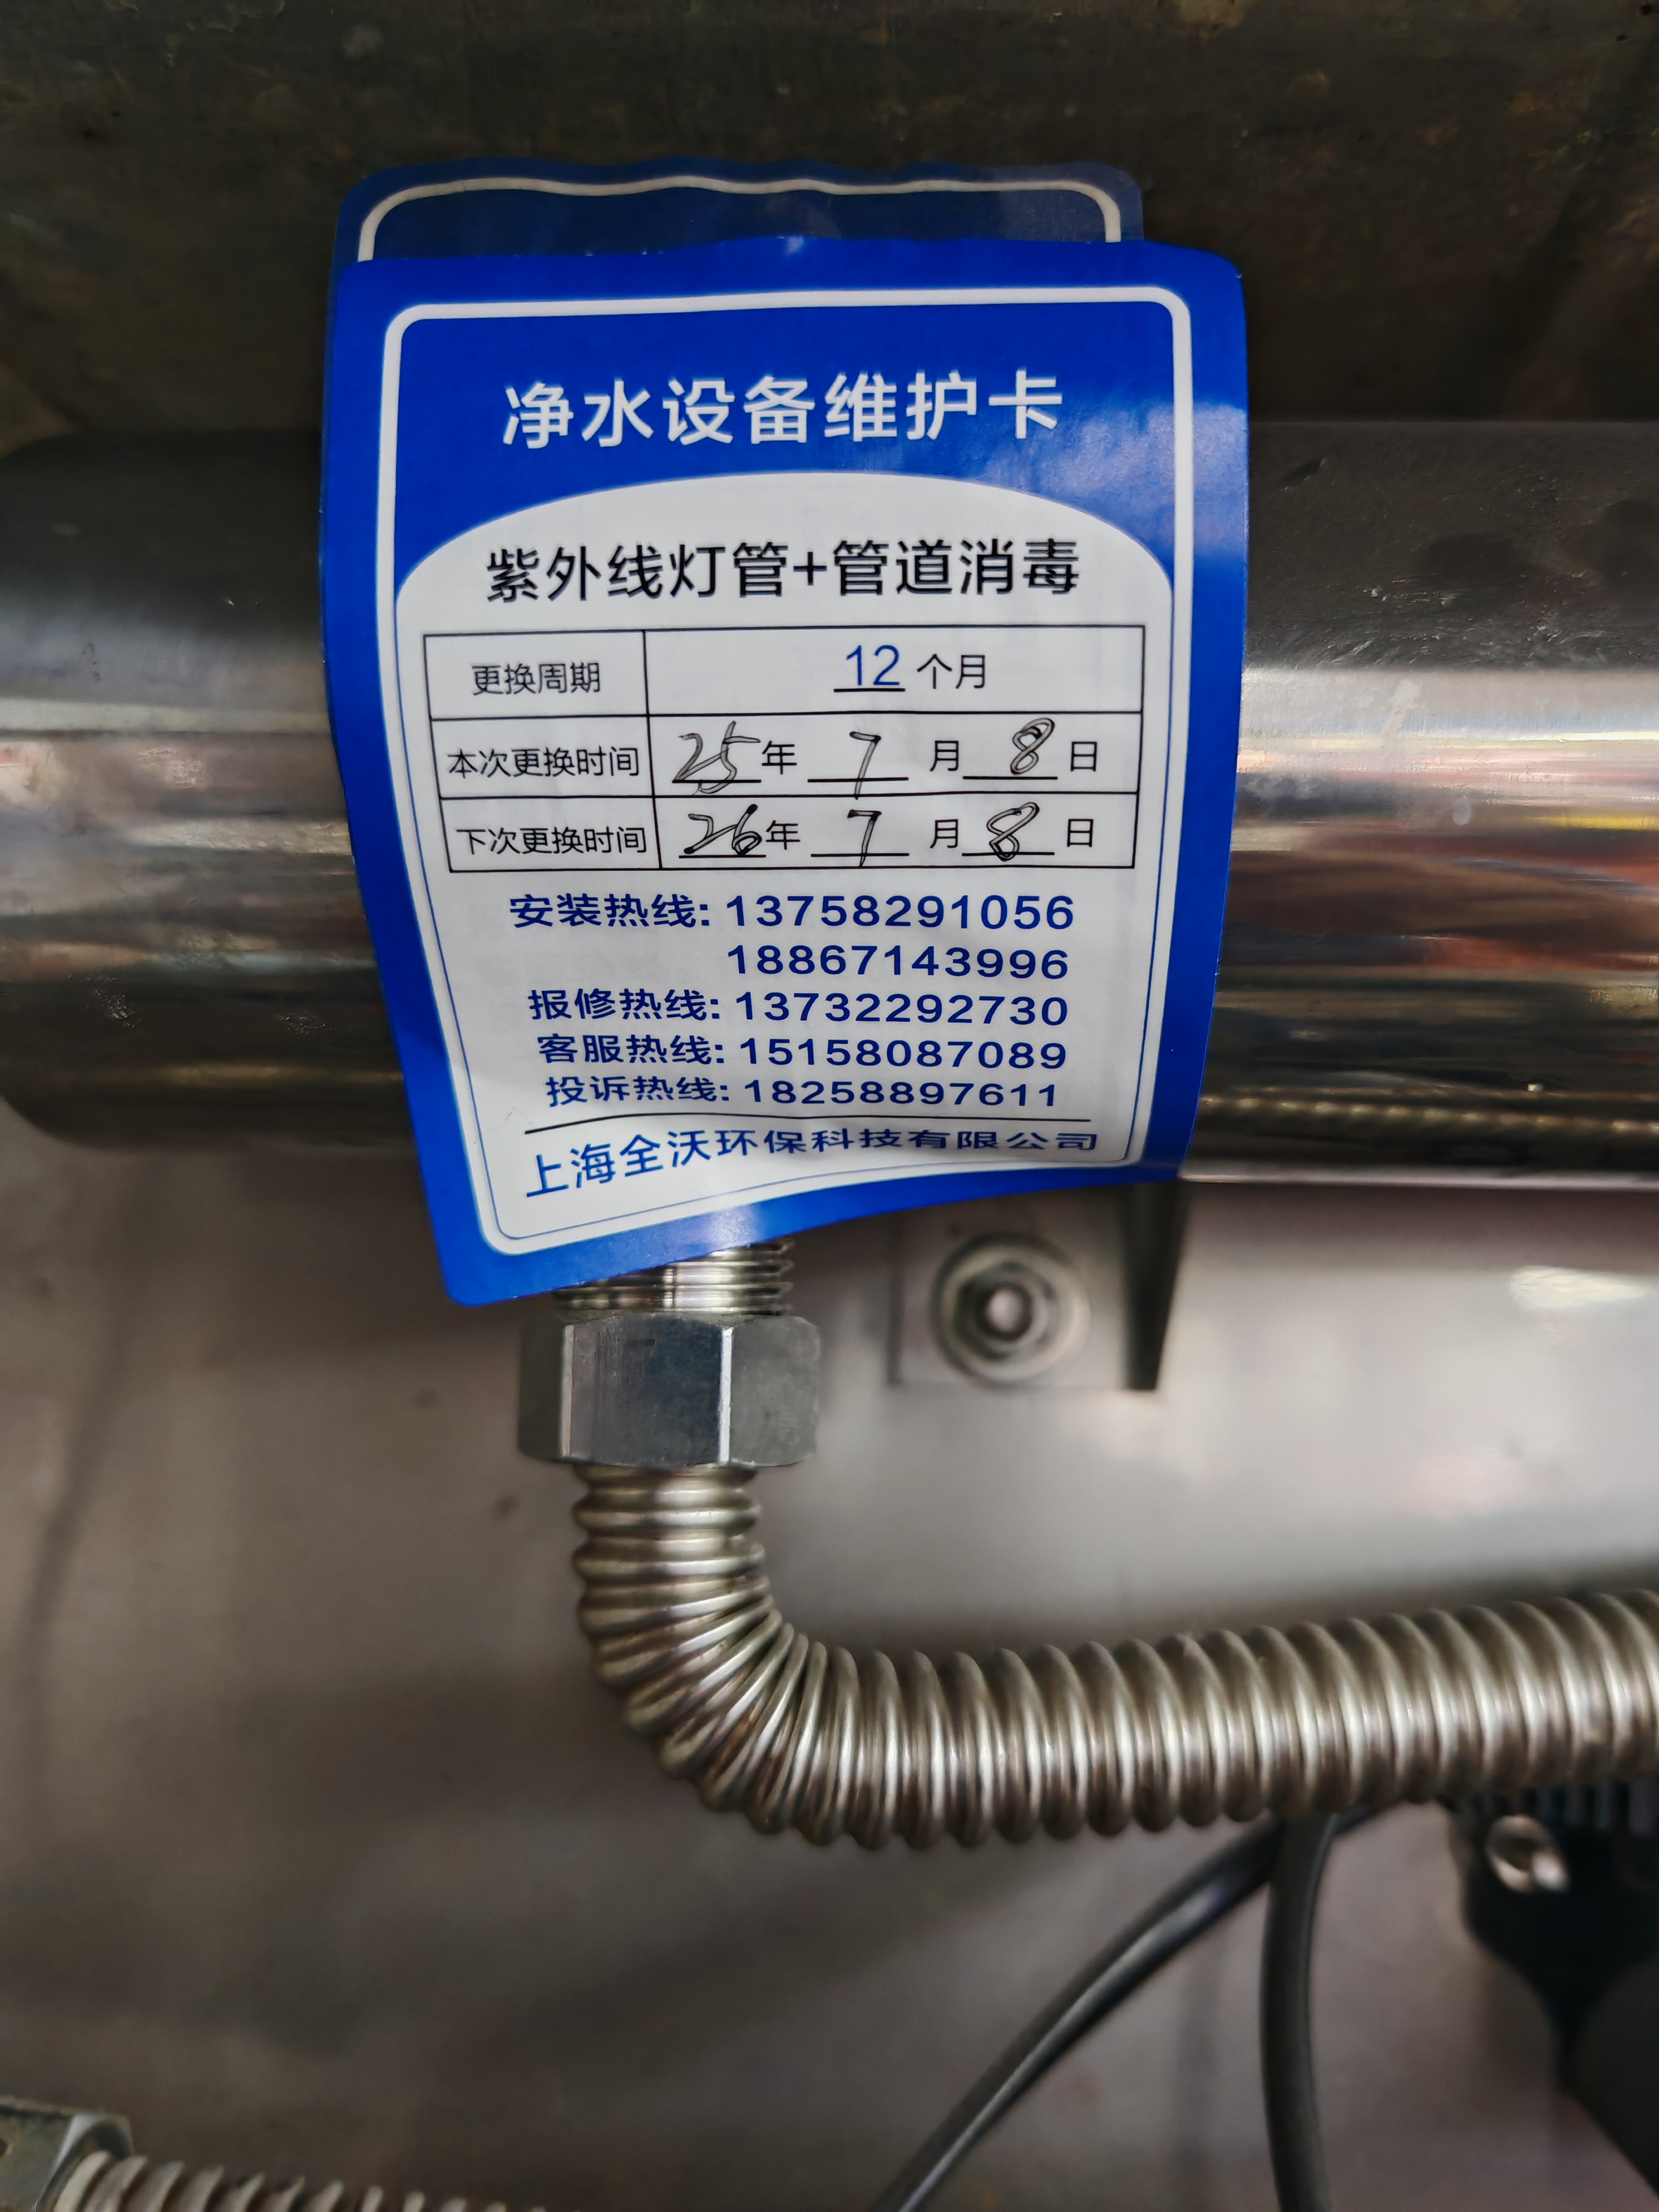 净水设备维护卡
紫外线灯管+管道消毒
更换周期 12 个月
本次更换时间 25年 7 月 8 日
下次更换时间 26年 7 月 8 日
安装热线: 13758291056
18867143996
报修热线: 13732292730
客服热线: 15158087089
投诉热线: 18258897611
上海全沃环保科技有限公司